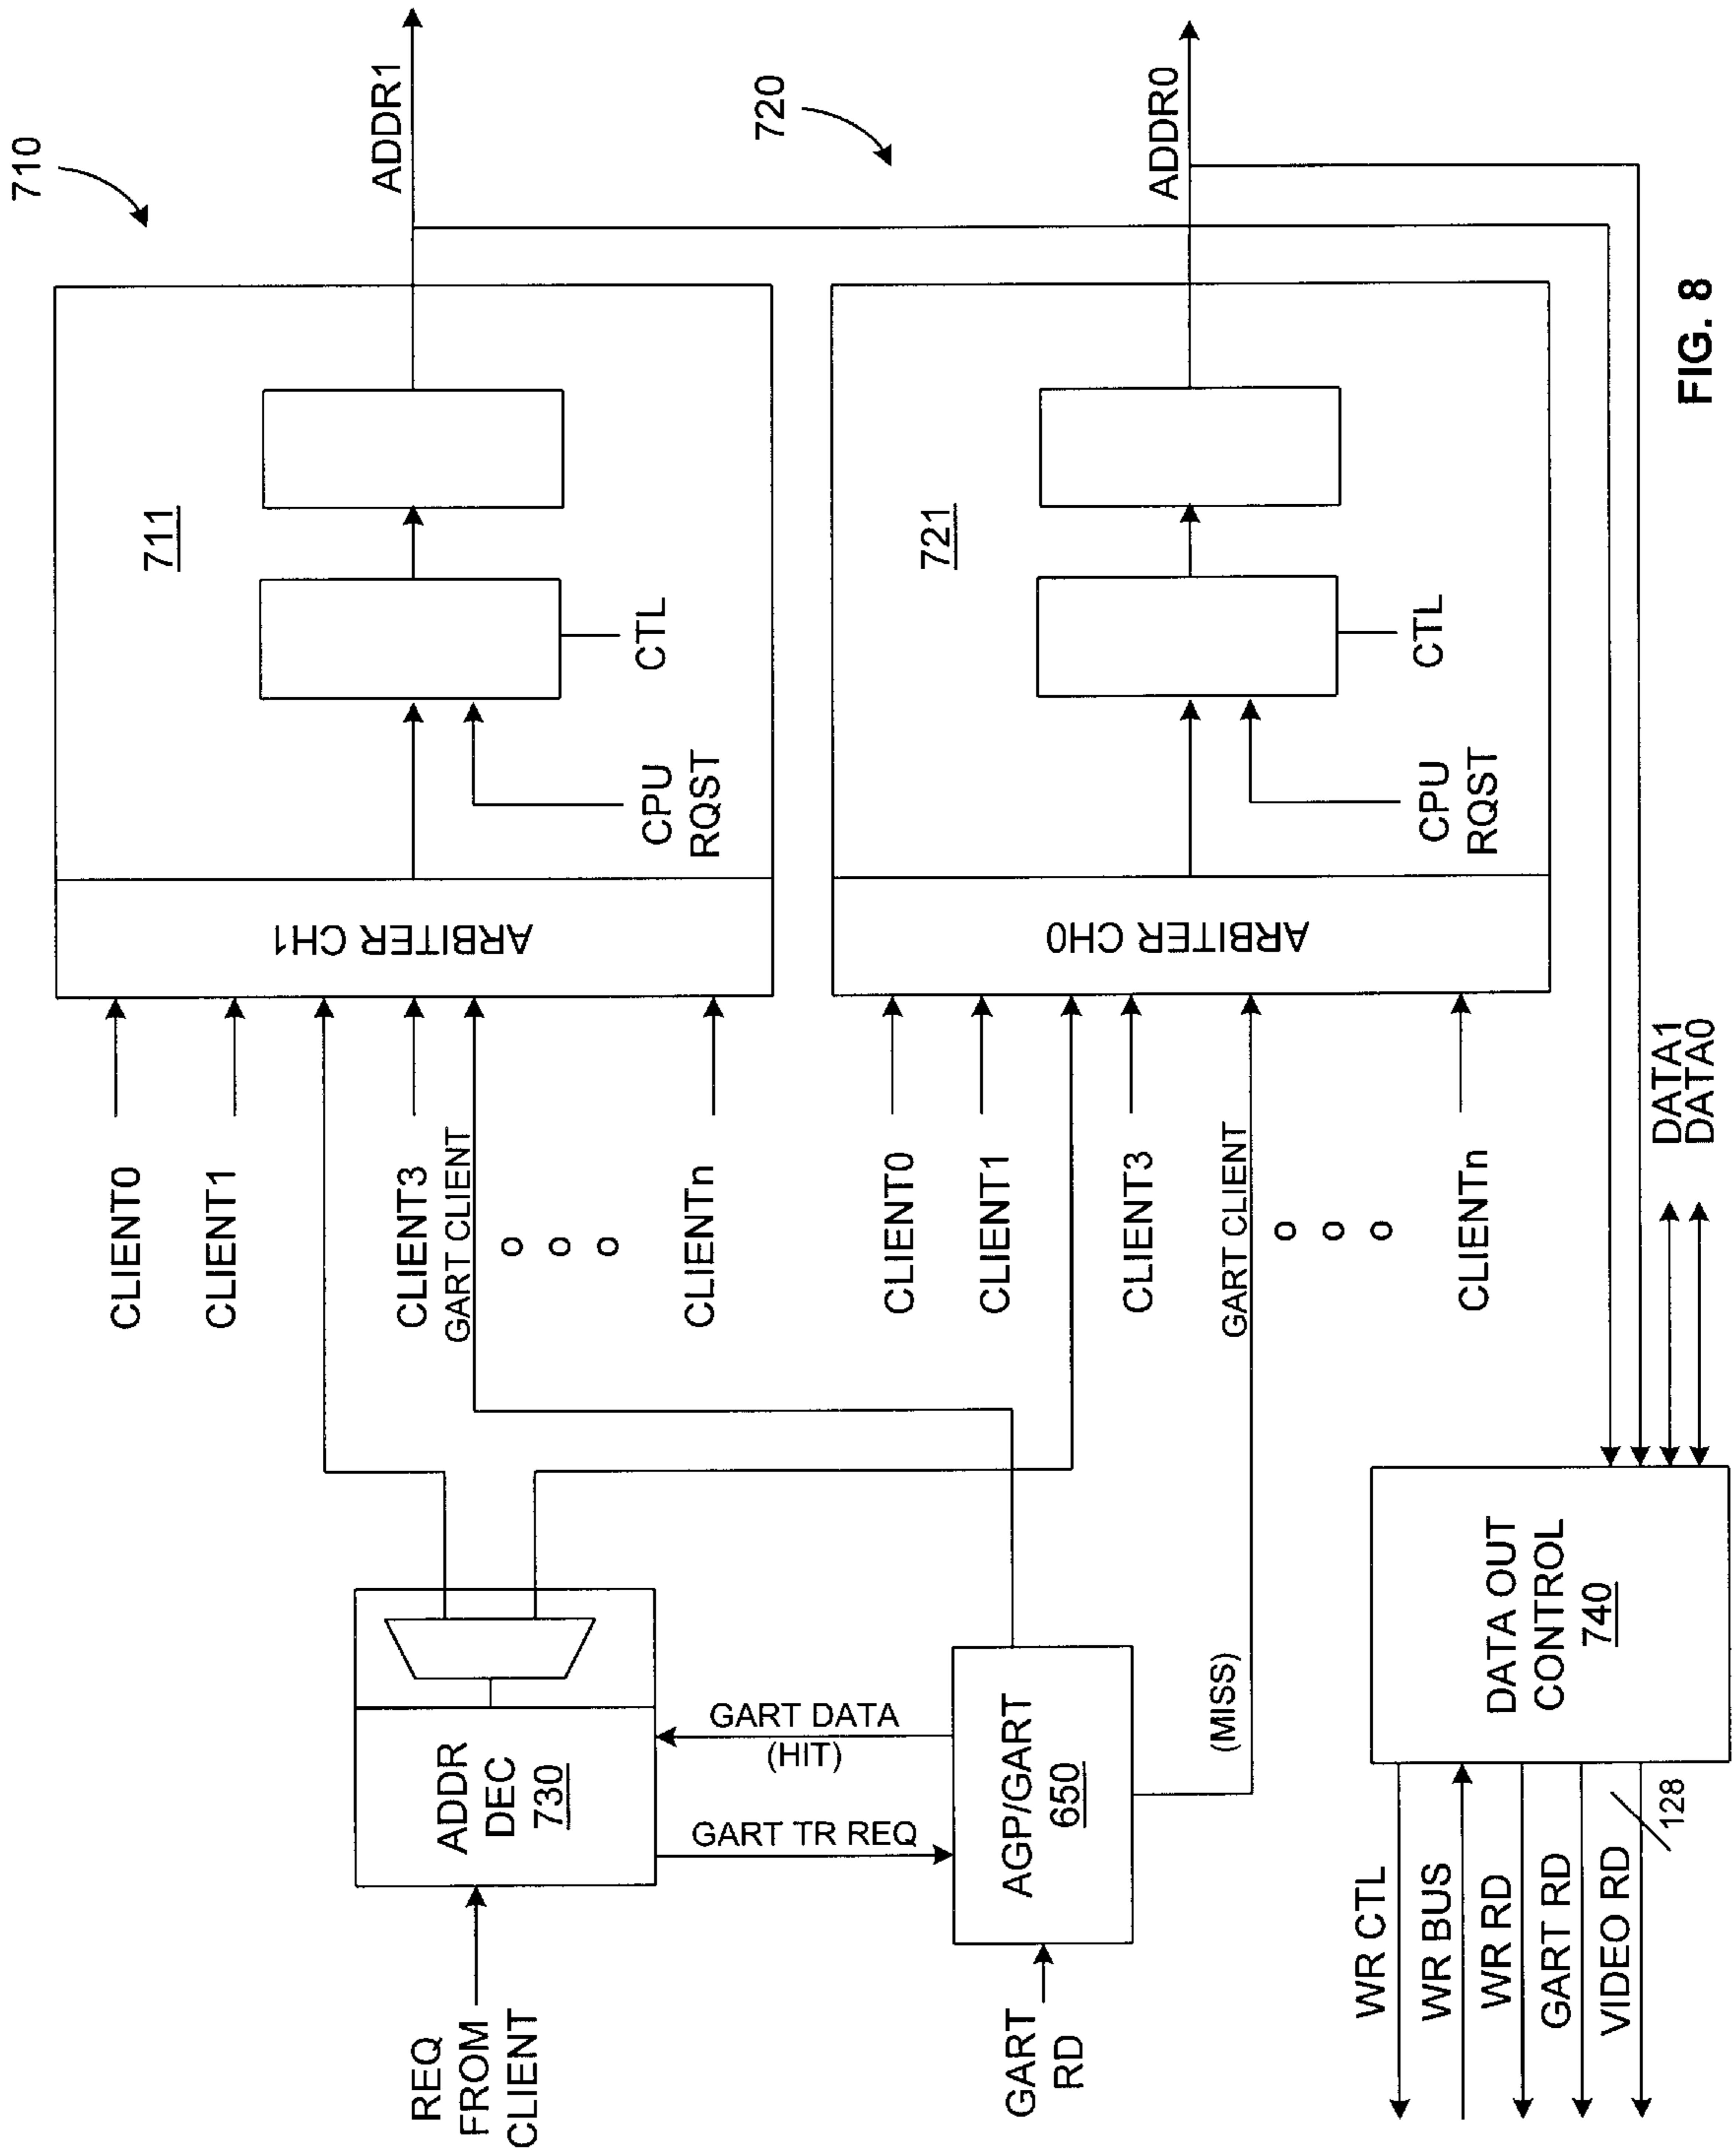 710
ADDR1
711
CTL
CPU
RQST
ARBITER CH1
CLIENT0
CLIENT1
CLIENT3
GART CLIENT
CLIENTn
720
ADDR0
721
CTL
CPU
RQST
ARBITER CH0
CLIENT0
CLIENT1
CLIENT3
GART CLIENT
CLIENTn
REQ
FROM
CLIENT
ADDR
DEC
730
GART DATA
(HIT)
GART TR REQ
AGP/GART
650
(MISS)
GART
RD
DATA OUT
CONTROL
740
DATA1
DATA0
WR CTL
WR BUS
WR RD
GART RD
VIDEO RD
128
FIG. 8